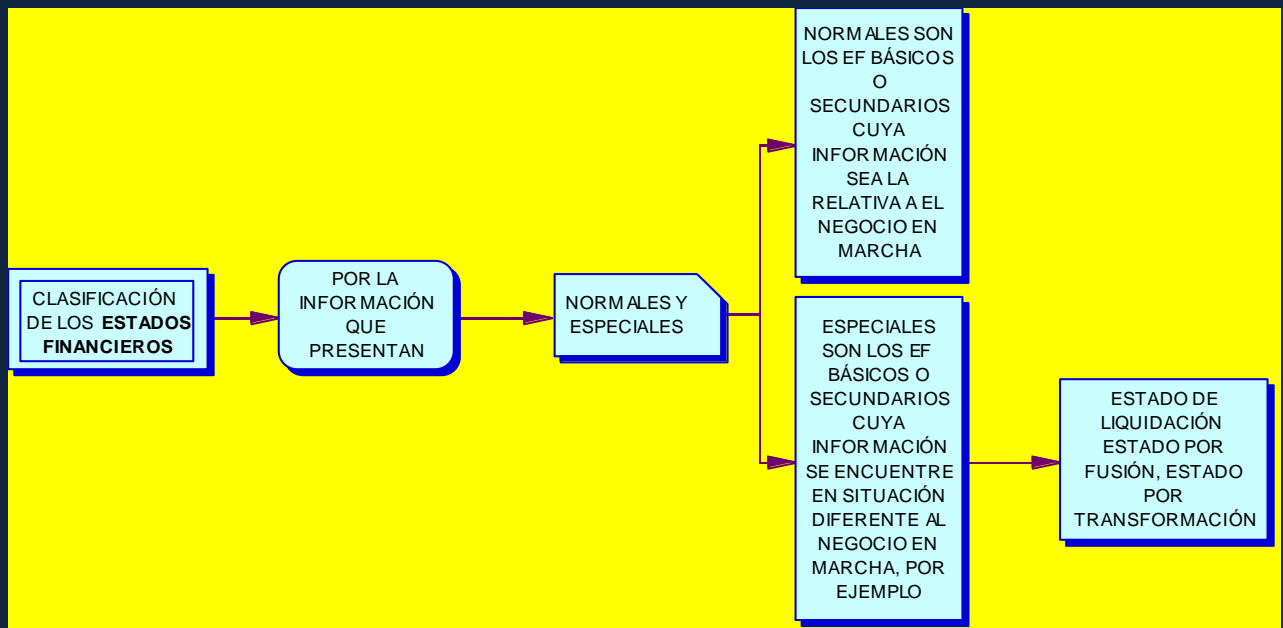 CLASIFICACIÓN
DE LOS ESTADOS
FINANCIEROS
POR LA
INFORMACIÓN
QUE
PRESENTAN
NORMALES Y
ESPECIALES
NORMALES SON
LOS EF BÁSICOS
O
SECUNDARIOS
CUYA
INFORMACIÓN
SEA LA
RELATIVA A EL
NEGOCIO EN
MARCHA
ESPECIALES
SON LOS EF
BÁSICOS O
SECUNDARIOS
CUYA
INFORMACIÓN
SE ENCUENTRE
EN SITUACIÓN
DIFERENTE AL
NEGOCIO EN
MARCHA, POR
EJEMPLO
ESTADO DE
LIQUIDACIÓN
ESTADO POR
FUSIÓN, ESTADO
POR
TRANSFORMACIÓN